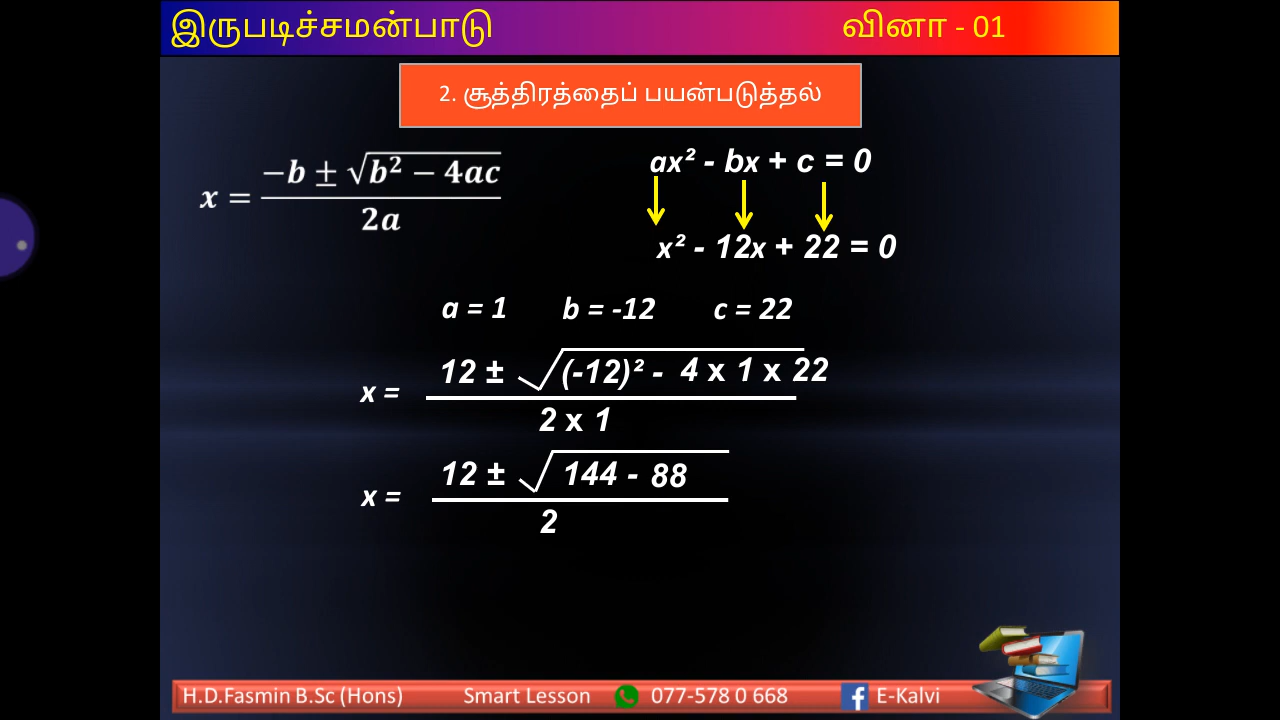 இருபடிச்சமன்பாடு வினா - 01
2. சூத்திரத்தைப் பயன்படுத்தல்
x = (−b ± √(b² − 4ac)) / 2a
ax² - bx + c = 0
x² - 12x + 22 = 0
a = 1 b = -12 c = 22
x = (12 ± √((-12)² - 4 x 1 x 22)) / (2 x 1)
x = (12 ± √(144 - 88)) / 2
H.D.Fasmin B.Sc (Hons) Smart Lesson 077-578 0 668 E-Kalvi